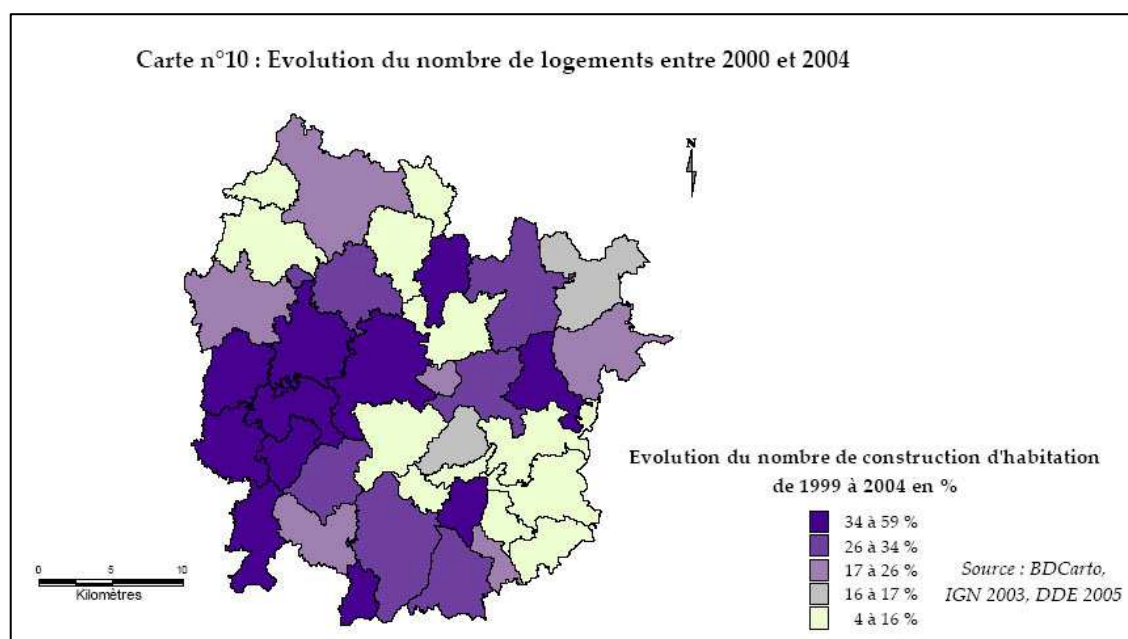 Carte n°10 : Evolution du nombre de logements entre 2000 et 2004
N
Evolution du nombre de construction d'habitation
de 1999 à 2004 en %
34 à 59 %
26 à 34 %
17 à 26 %
16 à 17 %
4 à 16 %
Source : BDCarto,
IGN 2003, DDE 2005
0 5 10
Kilomètres